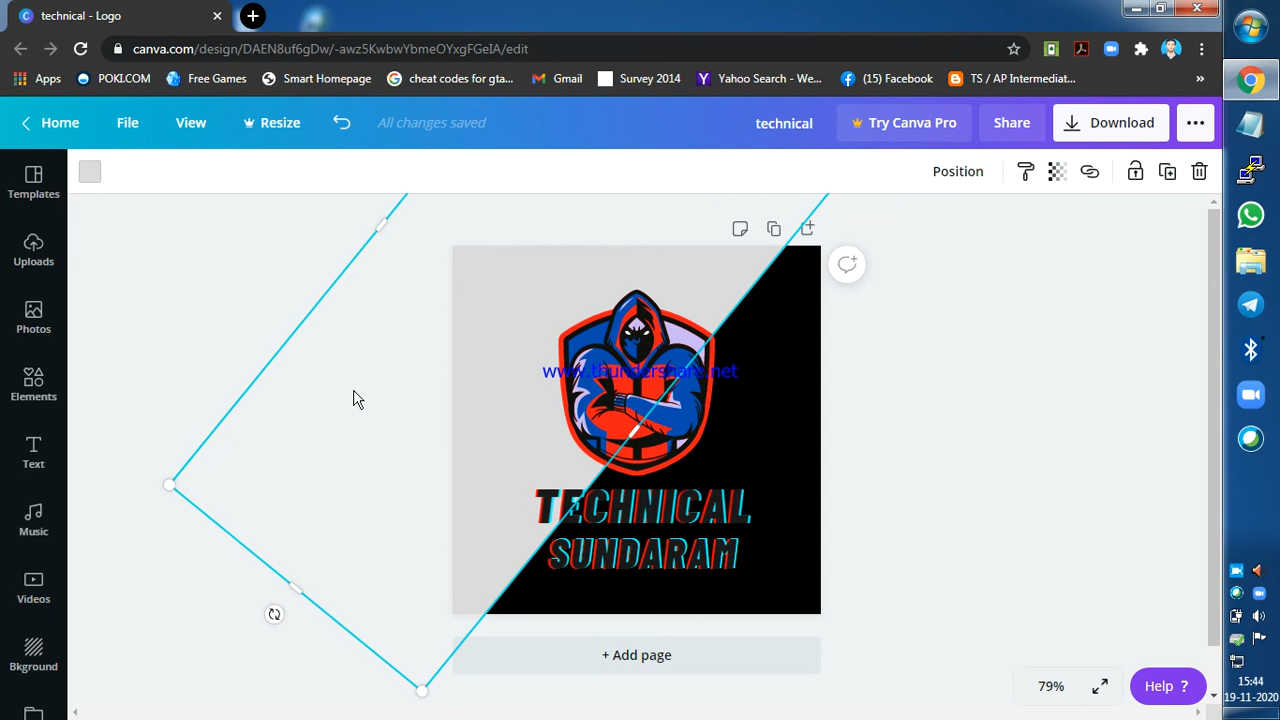 technical - Logo
canva.com/design/DAEN8uf6gDw/-awz5KwbwYbmeOYxgFGeIA/edit
Apps POKI.COM Free Games Smart Homepage cheat codes for gta... Gmail Survey 2014 Yahoo Search - We... (15) Facebook TS / AP Intermediat... »
Home File View Resize All changes saved technical Try Canva Pro Share Download
Position
Templates
Uploads
Photos
Elements
Text
Music
Videos
Bkground
www.thundershare.net
TECHNICAL
SUNDARAM
+ Add page
79% Help ?
15:44
19-11-2020